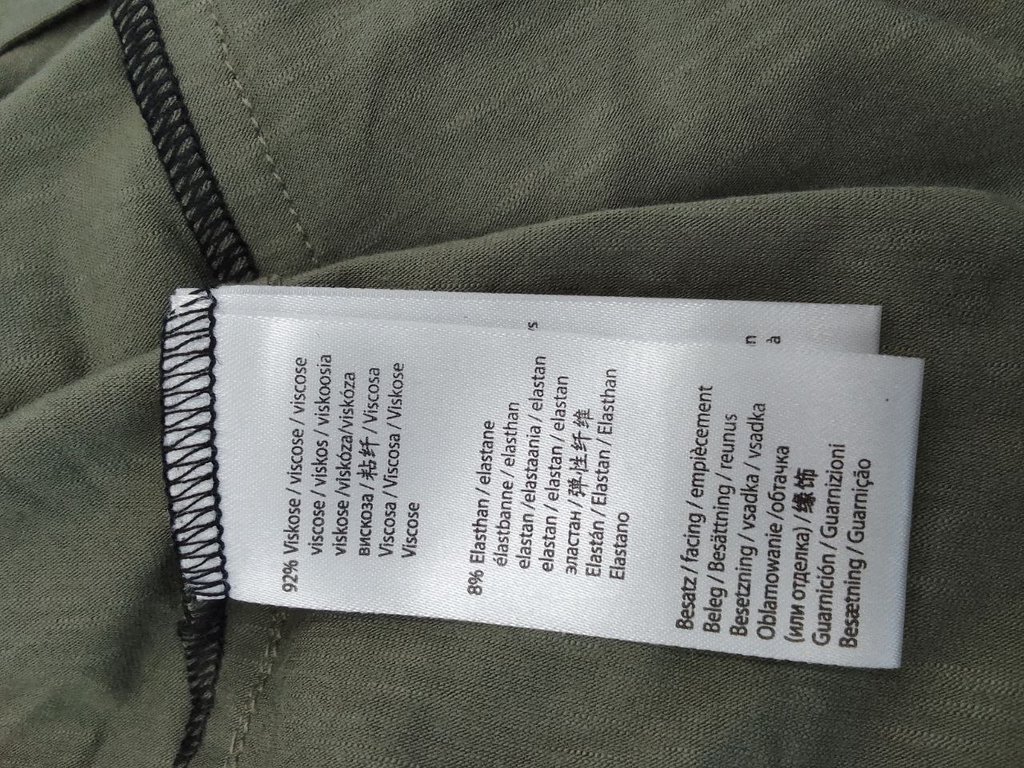 92% Viskose / viscose / viscose
viscose / viskos / viskoosia
viskose /viskóza/viskóza
вискоза / 粘纤 / Viscosa
Viscosa / Viscosa / Viskose
Viscose
8% Elasthan / elastane
élastbanne / elasthan
elastan /elastaania / elastan
elastan / elastan / elastan
эластан / 弹性纤维
Elastán / Elastan / Elasthan
Elastano
Besatz / facing / empiècement
Beleg / Besättning / reunus
Besetzning / vsadka / vsadka
Oblamowanie /обтачка
(или отделка) / 缘饰
Guarnición / Guarnizioni
Besætning / Guarnição
's
n
à